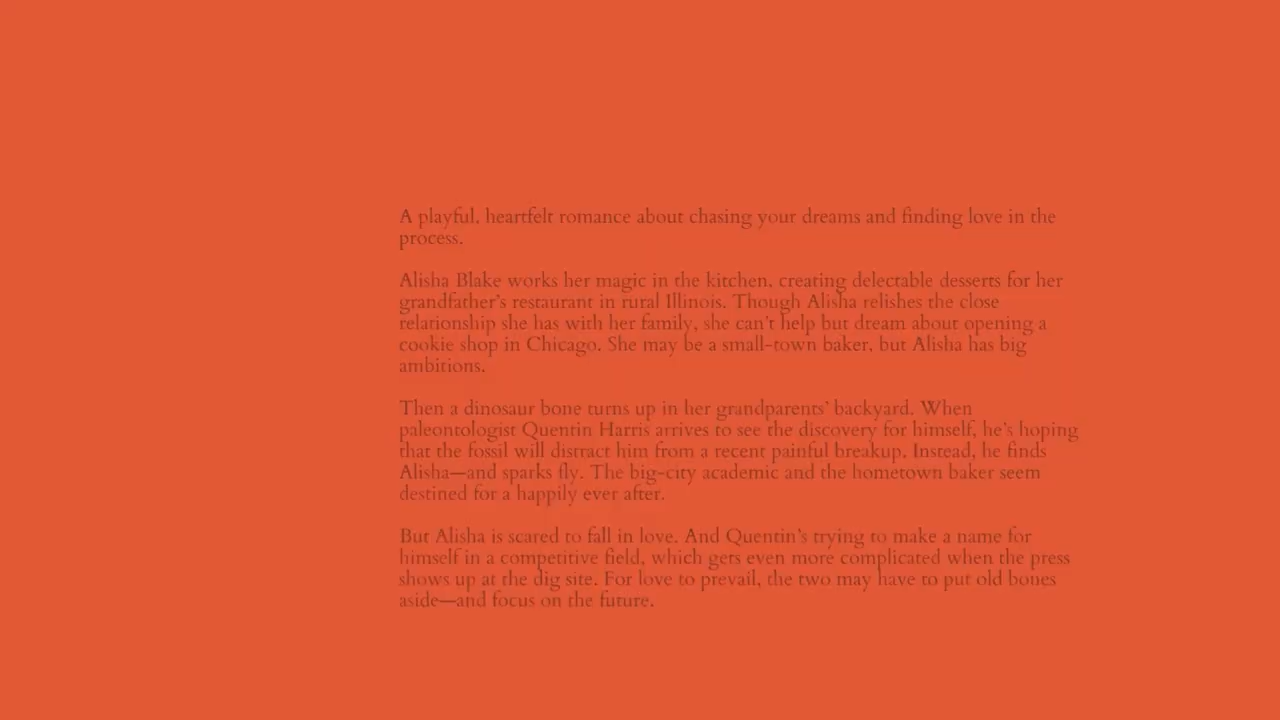 A playful, heartfelt romance about chasing your dreams and finding love in the
process.
Alisha Blake works her magic in the kitchen, creating delectable desserts for her
grandfather's restaurant in rural Illinois. Though Alisha relishes the close
relationship she has with her family, she can't help but dream about opening a
cookie shop in Chicago. She may be a small-town baker, but Alisha has big
ambitions.
Then a dinosaur bone turns up in her grandparents' backyard. When
paleontologist Quentin Harris arrives to see the discovery for himself, he's hoping
that the fossil will distract him from a recent painful breakup. Instead, he finds
Alisha—and sparks fly. The big-city academic and the hometown baker seem
destined for a happily ever after.
But Alisha is scared to fall in love. And Quentin's trying to make a name for
himself in a competitive field, which gets even more complicated when the press
shows up at the dig site. For love to prevail, the two may have to put old bones
aside—and focus on the future.